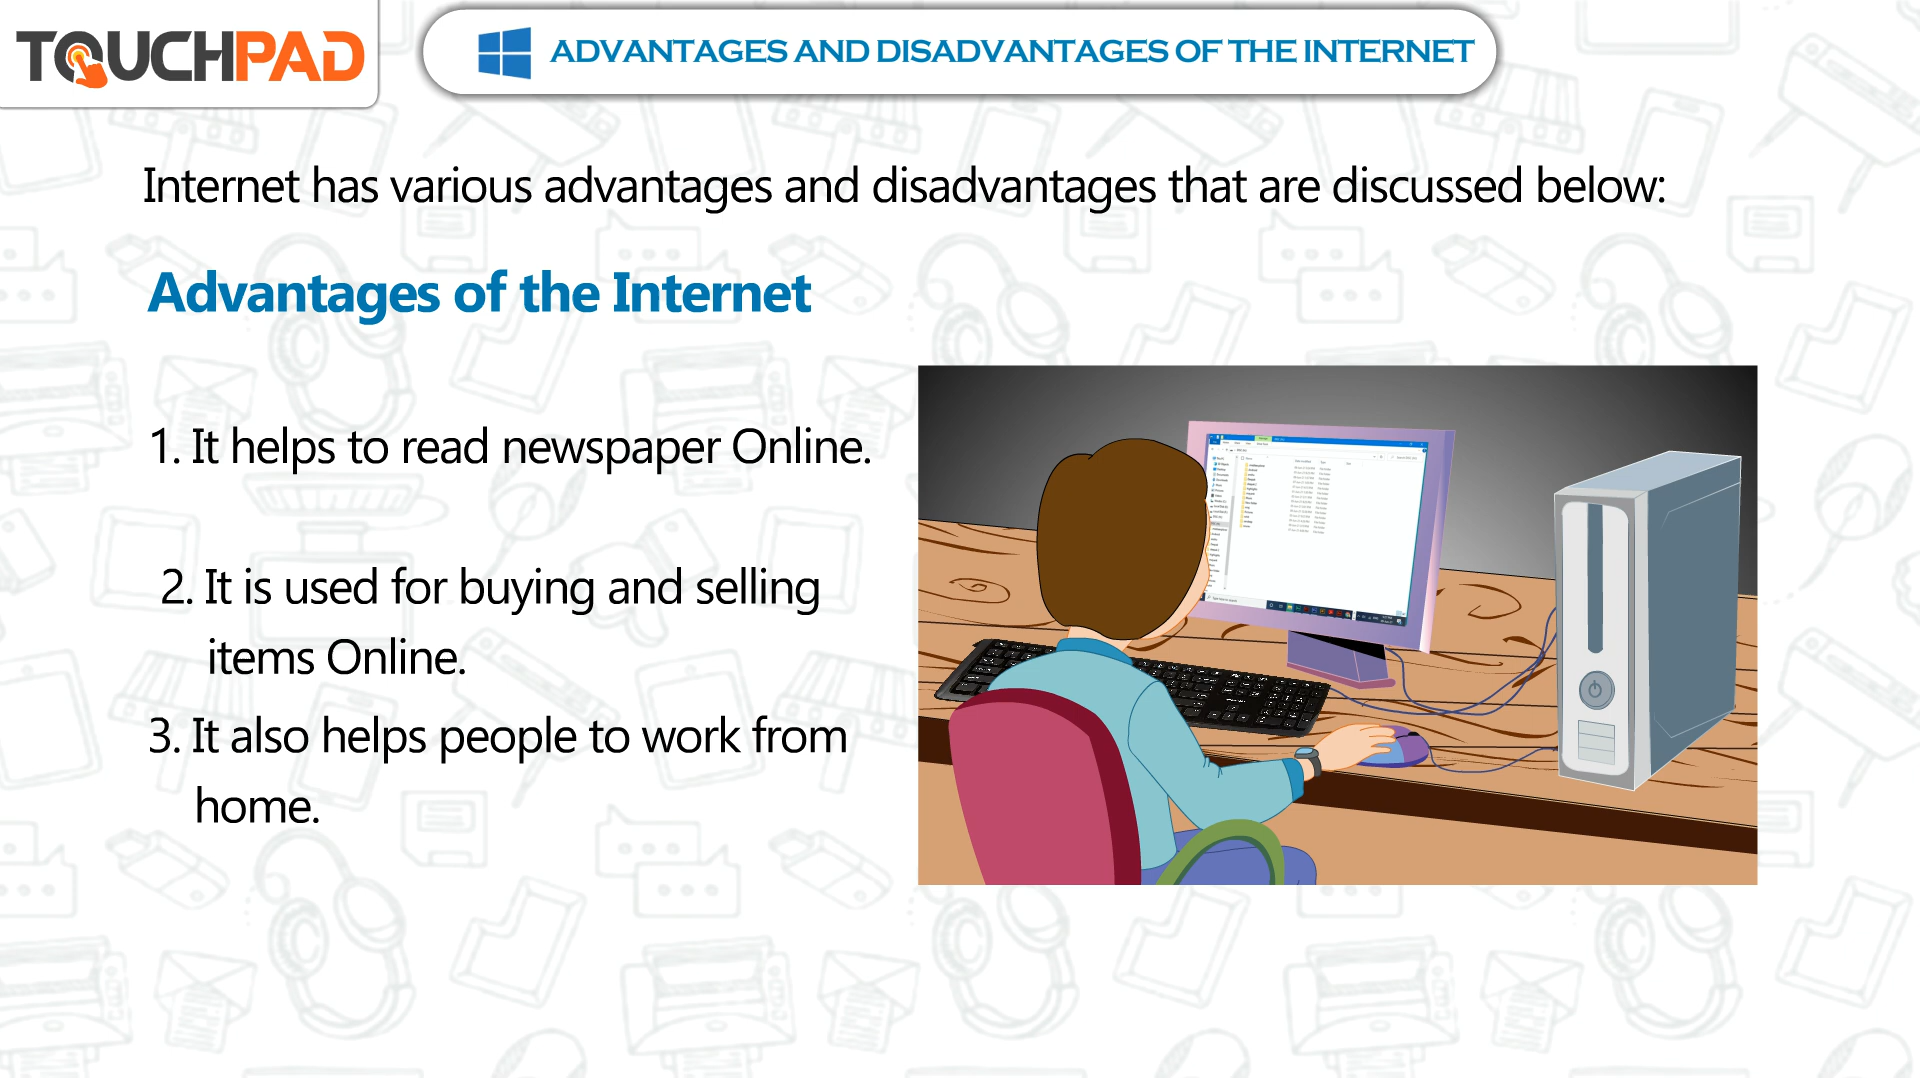 TOUCHPAD
ADVANTAGES AND DISADVANTAGES OF THE INTERNET
Internet has various advantages and disadvantages that are discussed below:
Advantages of the Internet
1. It helps to read newspaper Online.
2. It is used for buying and selling
items Online.
3. It also helps people to work from
home.